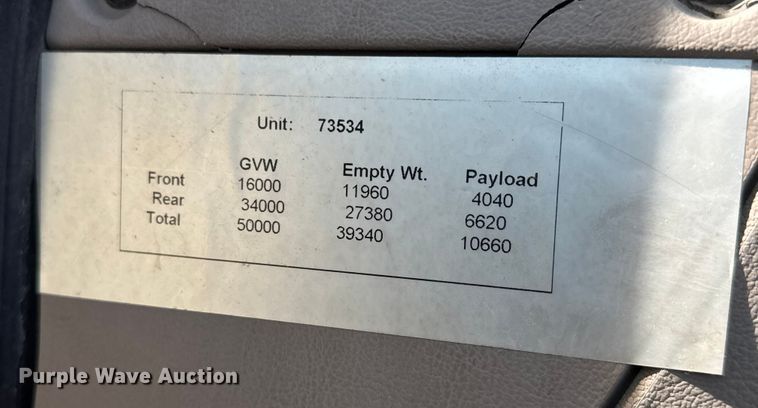 Unit: 73534
GVW Empty Wt. Payload
Front 16000 11960 4040
Rear 34000 27380 6620
Total 50000 39340 10660
Purple Wave Auction